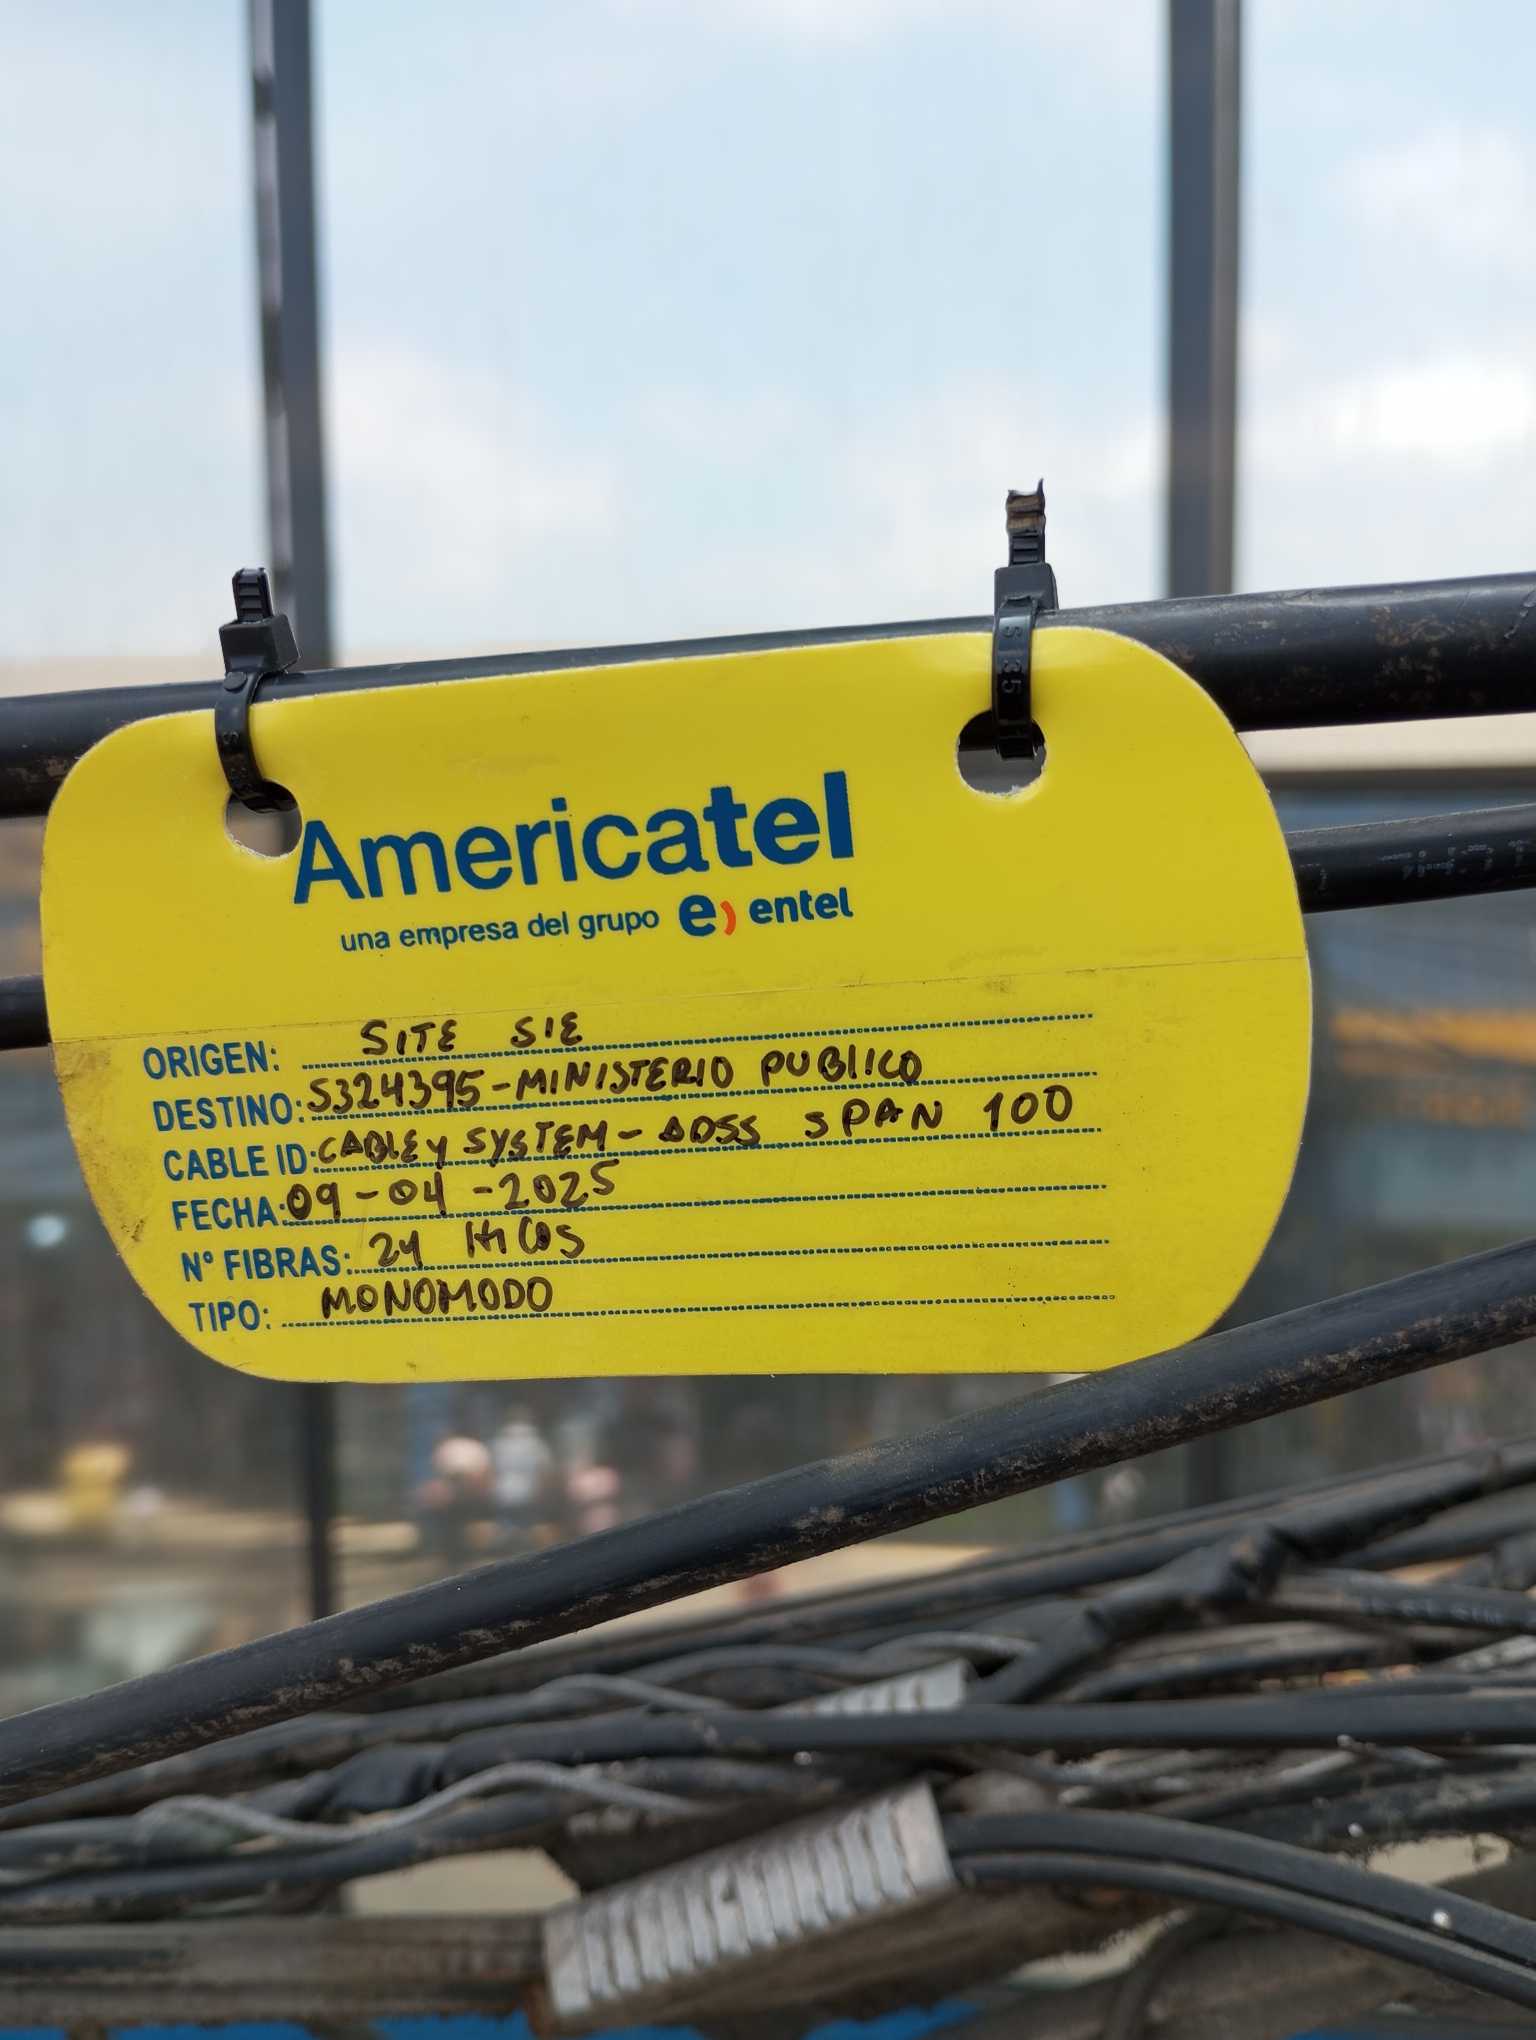 Americatel
una empresa del grupo e) entel
ORIGEN: SITE SIE
DESTINO: S324395-MINISTERIO PUBLICO
CABLE ID: CABLE y SYSTEM - ADSS SPAN 100
FECHA: 09-04-2025
N° FIBRAS: 24 HILOS
TIPO: MONOMODO